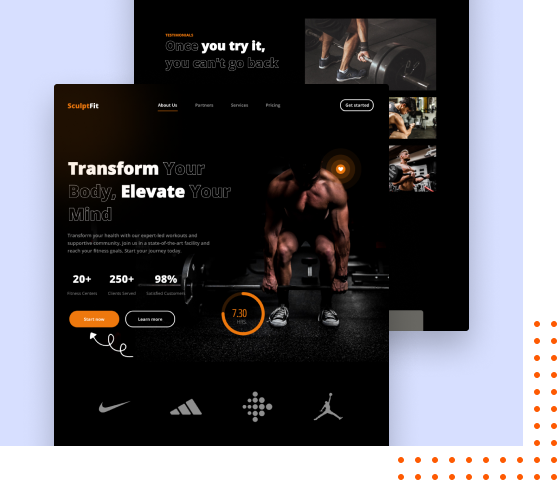 TESTIMONIALS
Once you try it,
you can't go back
SculptFit
About Us
Partners
Services
Pricing
Get started
Transform Your
Body, Elevate Your
Mind
Transform your health with our expert-led workouts and
supportive community. Join us in a state-of-the-art facility and
reach your fitness goals. Start your journey today
20+
250+
98%
Fitness Centers
Clients Served
Satisfied Customers
7.30
HRS
Start now
Learn more